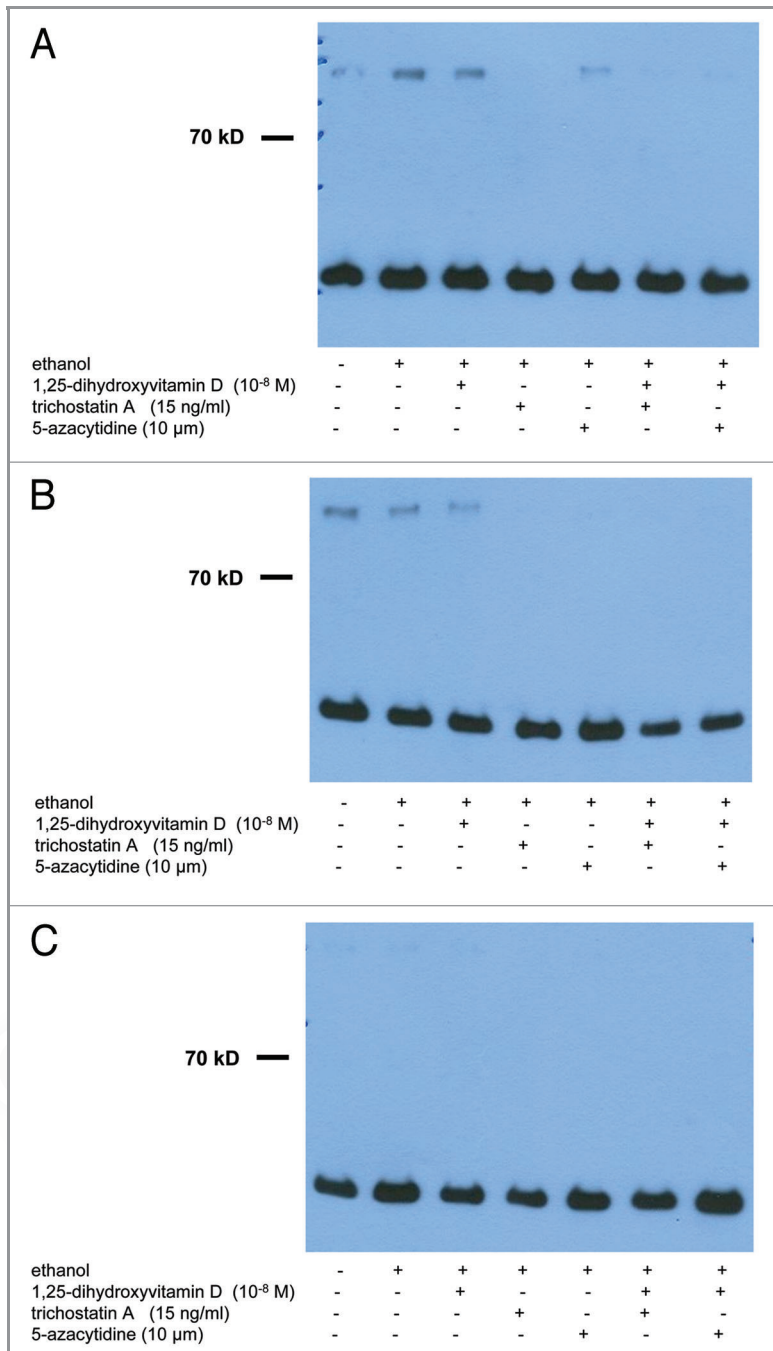 A
70 kD
ethanol - + + + + + +
1,25-dihydroxyvitamin D (10⁻⁸ M) - - + - - + +
trichostatin A (15 ng/ml) - - - + - + -
5-azacytidine (10 µm) - - - - + - +
B
70 kD
ethanol - + + + + + +
1,25-dihydroxyvitamin D (10⁻⁸ M) - - + - - + +
trichostatin A (15 ng/ml) - - - + - + -
5-azacytidine (10 µm) - - - - + - +
C
70 kD
ethanol - + + + + + +
1,25-dihydroxyvitamin D (10⁻⁸ M) - - + - - + +
trichostatin A (15 ng/ml) - - - + - + -
5-azacytidine (10 µm) - - - - + - +